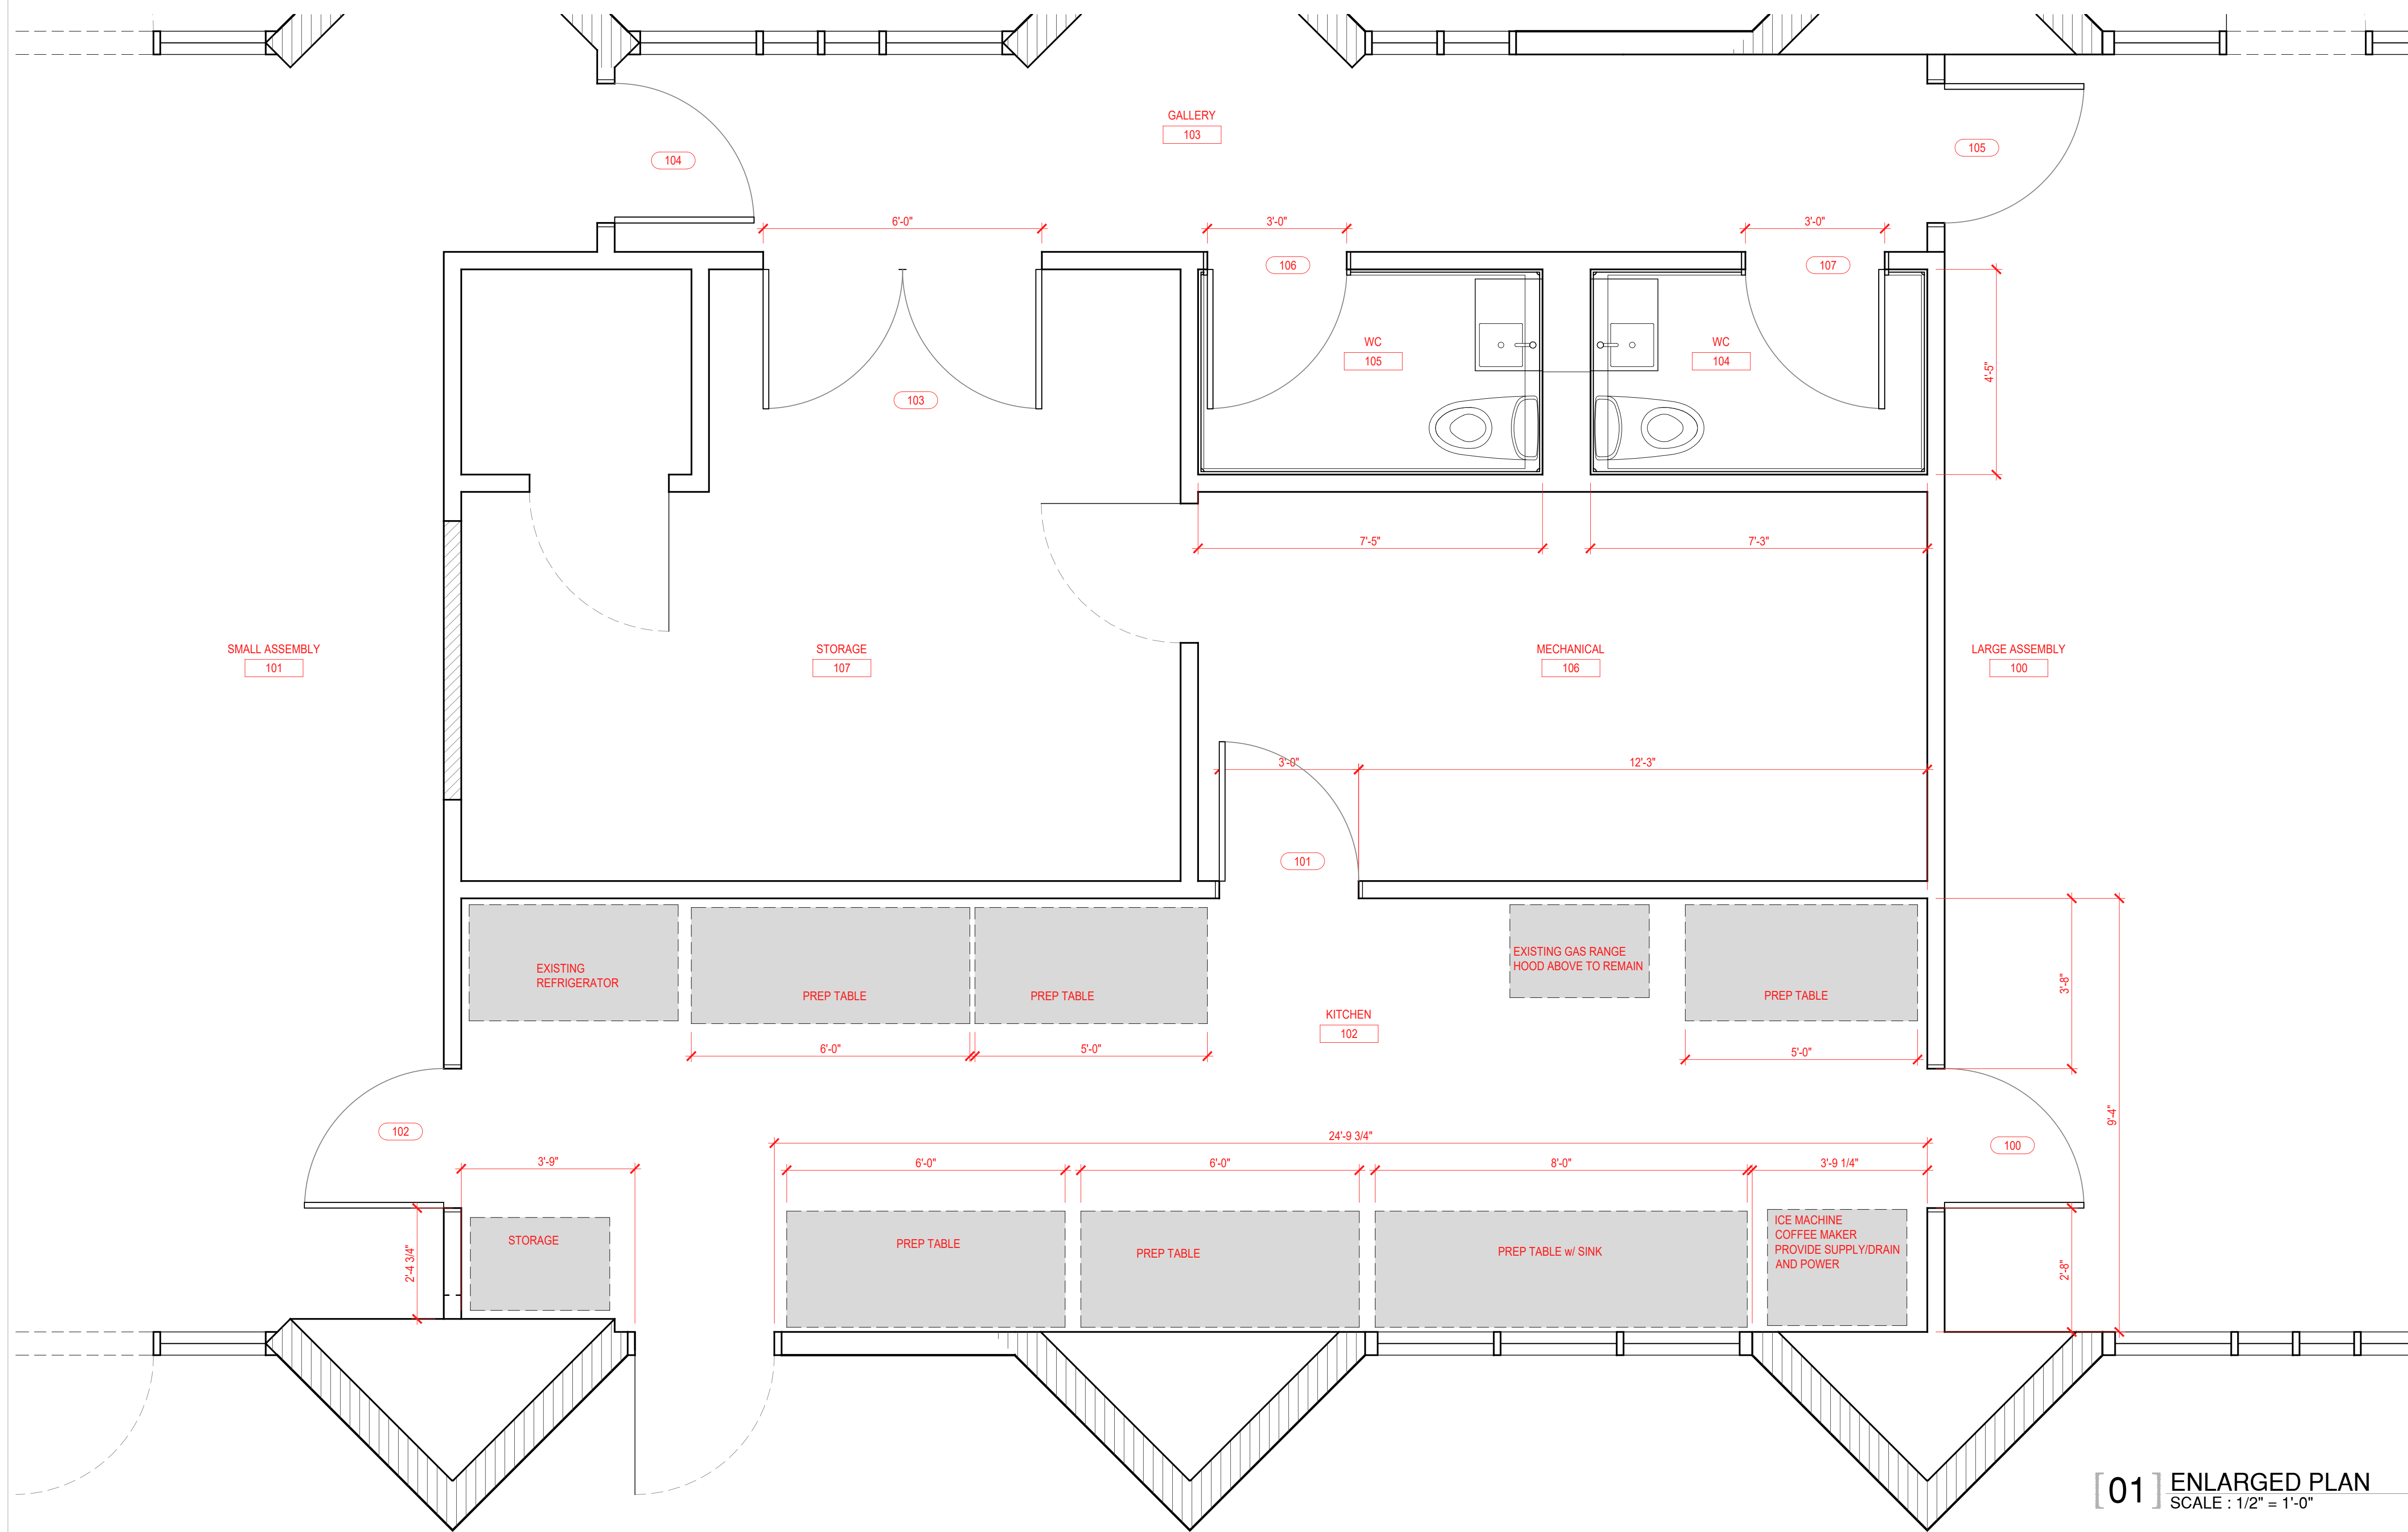 GALLERY
103
104
105
6'-0"
3'-0"
3'-0"
106
107
WC
105
WC
104
4'-5"
103
7'-5"
7'-3"
SMALL ASSEMBLY
101
STORAGE
107
MECHANICAL
106
LARGE ASSEMBLY
100
3'-0"
12'-3"
101
EXISTING
REFRIGERATOR
PREP TABLE
PREP TABLE
EXISTING GAS RANGE
HOOD ABOVE TO REMAIN
PREP TABLE
3'-8"
KITCHEN
102
6'-0"
5'-0"
5'-0"
9'-4"
102
24'-9 3/4"
100
3'-9"
6'-0"
6'-0"
8'-0"
3'-9 1/4"
2'-4 3/4"
STORAGE
PREP TABLE
PREP TABLE
PREP TABLE w/ SINK
ICE MACHINE
COFFEE MAKER
PROVIDE SUPPLY/DRAIN
AND POWER
2'-8"
[01] ENLARGED PLAN
SCALE : 1/2" = 1'-0"